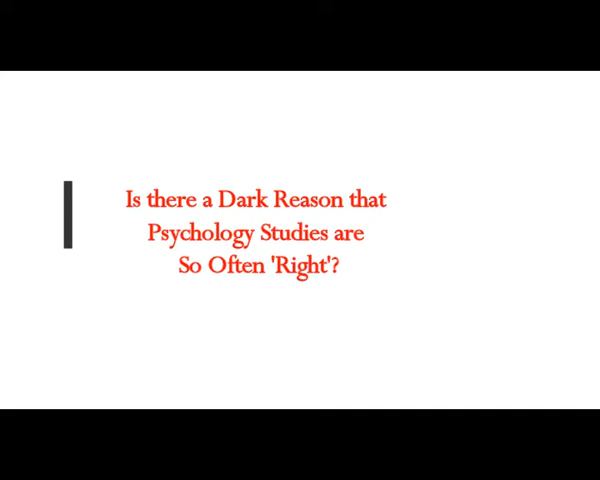 Is there a Dark Reason that
Psychology Studies are
So Often 'Right'?